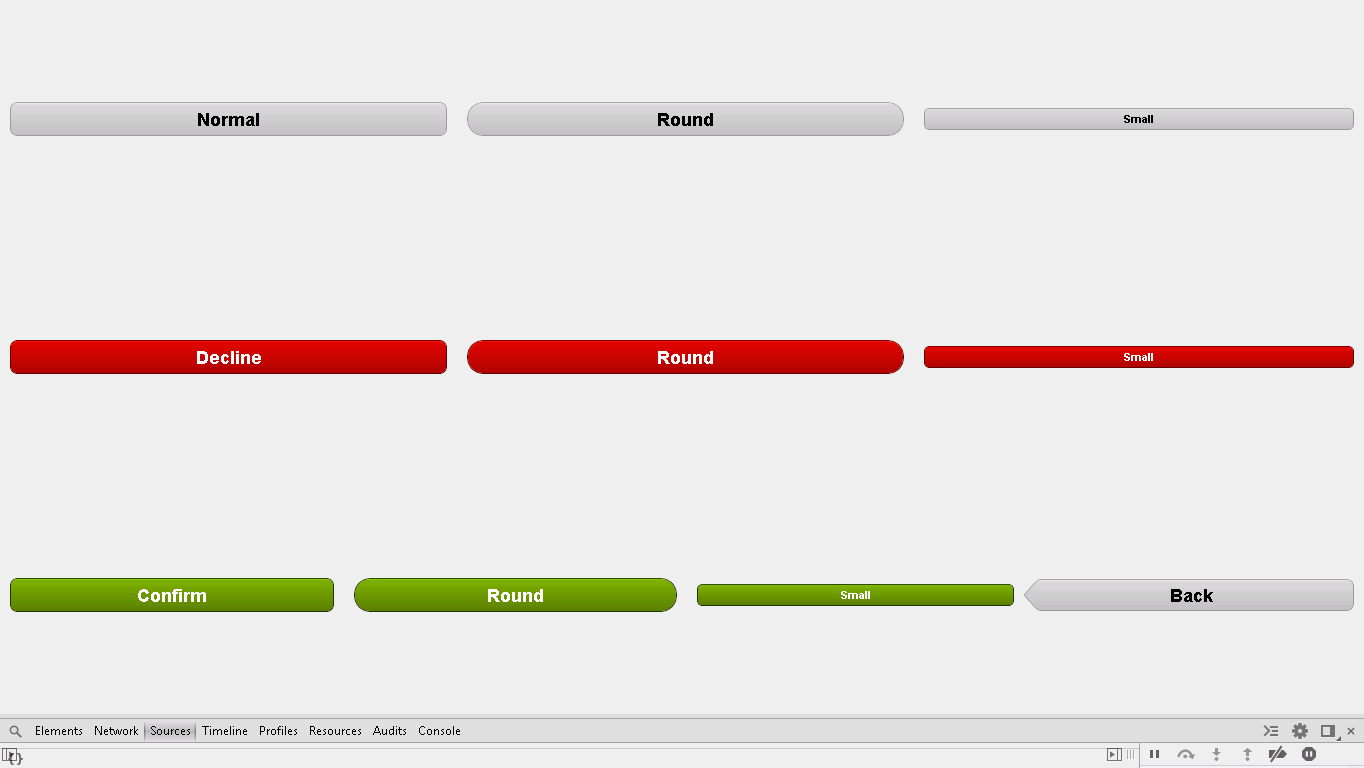 Normal Round Small
Decline Round Small
Confirm Round Small Back
Elements Network Sources Timeline Profiles Resources Audits Console